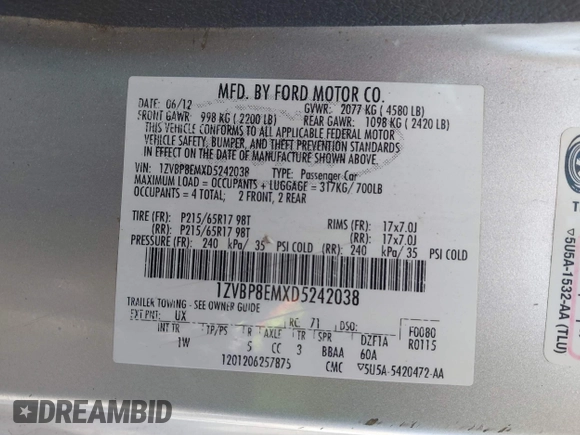 MFD. BY FORD MOTOR CO.
DATE: 06/12 GVWR: 2077 KG ( 4580 LB)
FRONT GAWR: 998 KG ( 2200 LB) REAR GAWR: 1098 KG ( 2420 LB)
THIS VEHICLE CONFORMS TO ALL APPLICABLE FEDERAL MOTOR
VEHICLE SAFETY, BUMPER, AND THEFT PREVENTION STANDARDS
IN EFFECT ON THE DATE OF MANUFACTURE SHOWN ABOVE.
VIN: 1ZVBP8EMXD5242038 TYPE: Passenger Car
MAXIMUM LOAD = OCCUPANTS + LUGGAGE = 317KG/ 700LB
OCCUPANTS = 4 TOTAL; 2 FRONT, 2 REAR
TIRE (FR): P215/65R17 98T RIMS (FR): 17x7.0J
(RR): P215/65R17 98T (RR): 17x7.0J
PRESSURE (FR): 240 kPa/ 35 PSI COLD (RR): 240 kPa/ 35 PSI COLD
1ZVBP8EMXD5242038
TRAILER TOWING - SEE OWNER GUIDE
EXT PNT: UX RC: 71 DSO: F0080
INT TR TP/PS R AXLE TR SPR DZF1A R0115
1W 5 CC 3 BBAA 60A
1201206257B75 CMC ▽5U5A-5420472-AA
▽5U5A-1532-AA (TLU)
DREAMBID